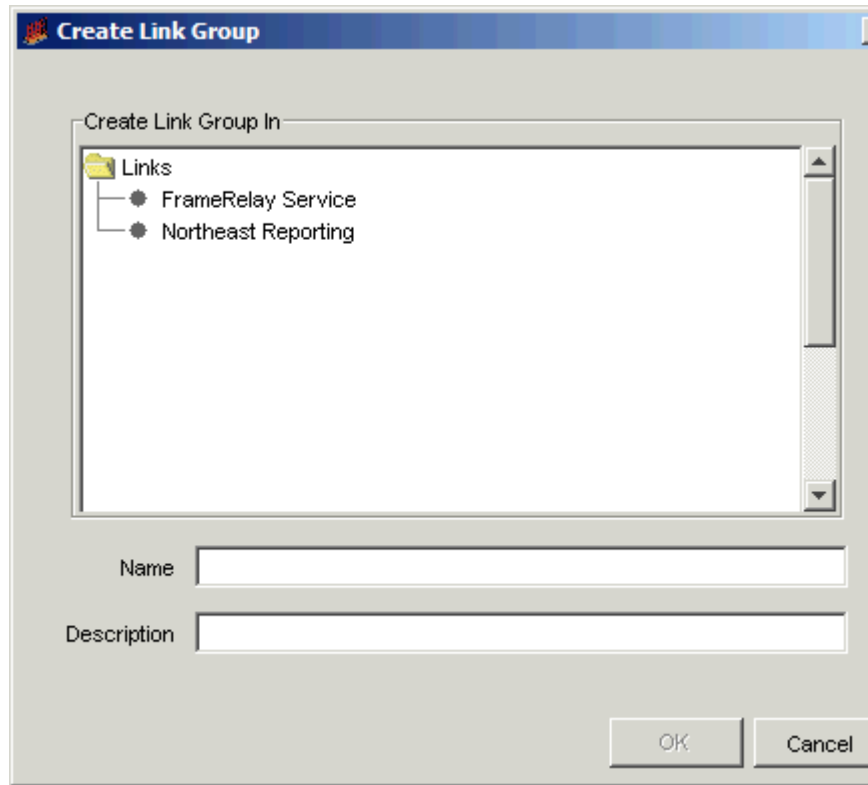 Create Link Group
Create Link Group In
Links
FrameRelay Service
Northeast Reporting
Name
Description
OK
Cancel